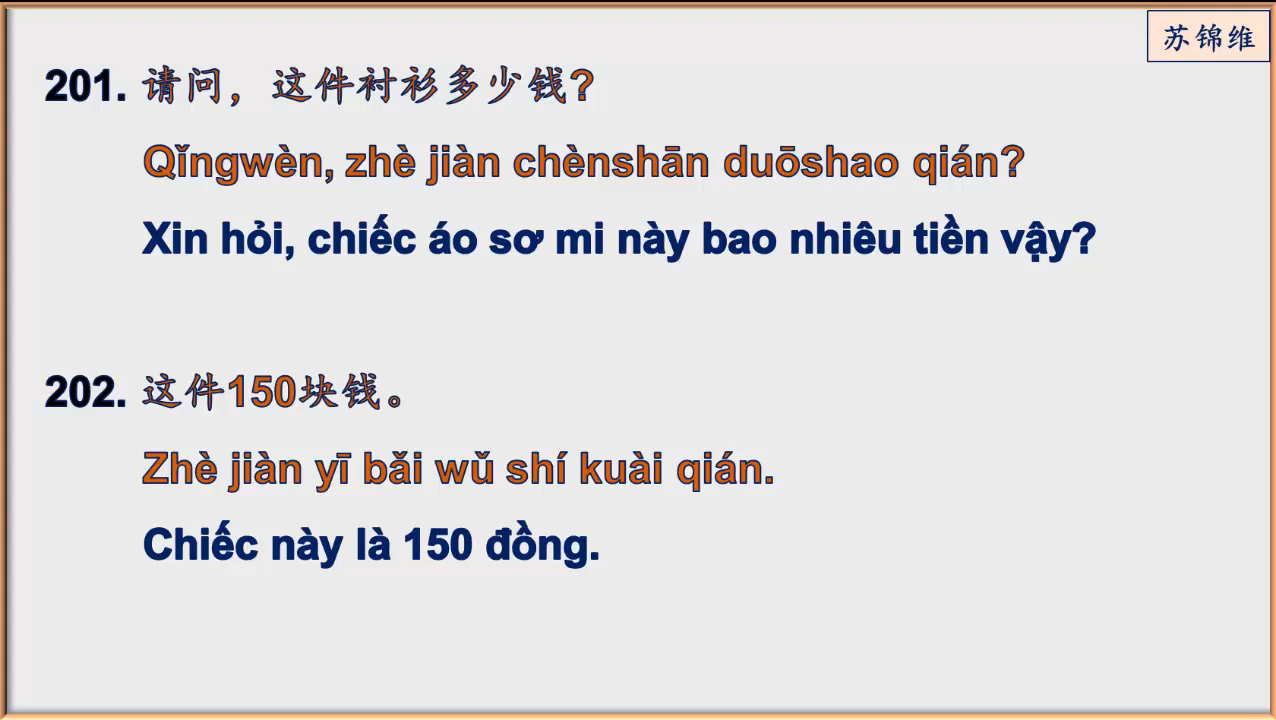 苏锦维
201. 请问，这件衬衫多少钱?
Qǐngwèn, zhè jiàn chènshān duōshao qián?
Xin hỏi, chiếc áo sơ mi này bao nhiêu tiền vậy?
202. 这件150块钱。
Zhè jiàn yī bǎi wǔ shí kuài qián.
Chiếc này là 150 đồng.